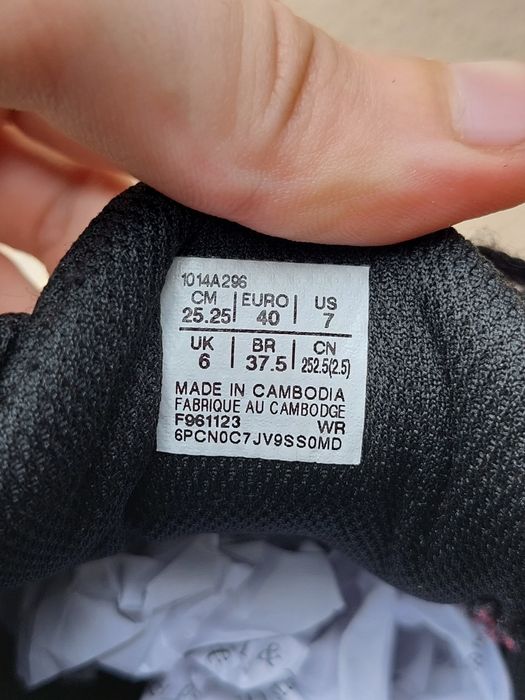 1014A296
CM | EURO | US
25.25 | 40 | 7
UK | BR | CN
6 | 37.5 | 252.5(2.5)
MADE IN CAMBODIA
FABRIQUE AU CAMBODGE
F961123 WR
6PCN0C7JV9SS0MD